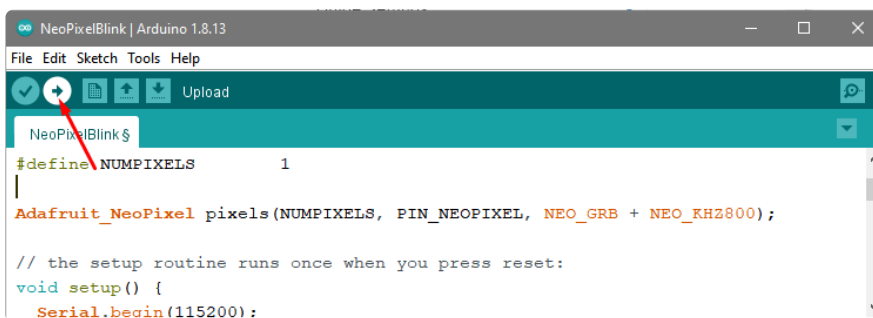 NeoPixelBlink | Arduino 1.8.13
File Edit Sketch Tools Help
Upload
NeoPixelBlink §
#define NUMPIXELS 1
Adafruit_NeoPixel pixels(NUMPIXELS, PIN_NEOPIXEL, NEO_GRB + NEO_KHZ800);
// the setup routine runs once when you press reset:
void setup() {
Serial.begin(115200);